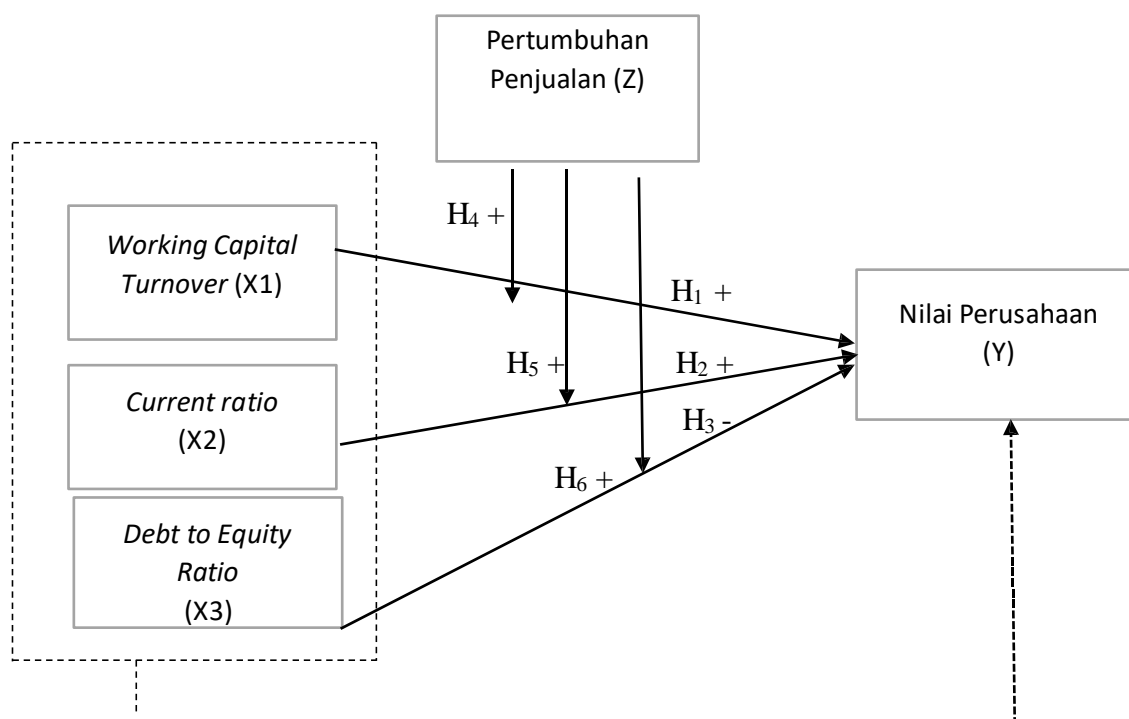 Pertumbuhan
Penjualan (Z)
H₄ +
Working Capital
Turnover (X1)
H₁ +
Nilai Perusahaan
(Y)
H₅ +
H₂ +
Current ratio
(X2)
H₃ -
H₆ +
Debt to Equity
Ratio
(X3)